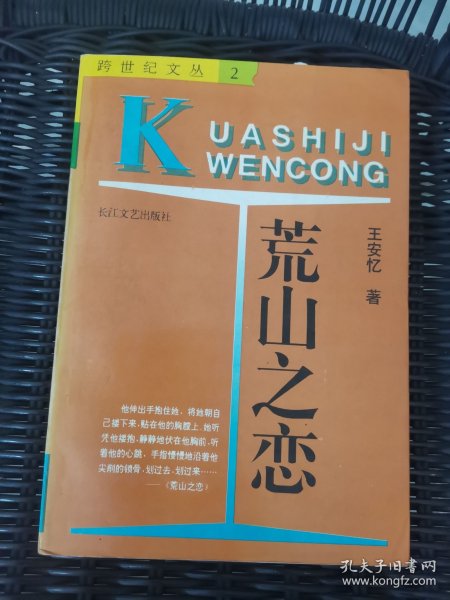 跨世纪文丛 2
KUASHIJI
WENCONG
长江文艺出版社
荒山之恋
王安忆 著
他伸出手抱住她，将她朝自
己搂下来，贴在他的胸膛上。她听
凭他搂抱，静静地伏在他胸前，听
着他的心跳，手指慢慢地沿着他
尖削的锁骨，划过去，划过来……
——《荒山之恋》
孔夫子旧书网
www.kongfz.com